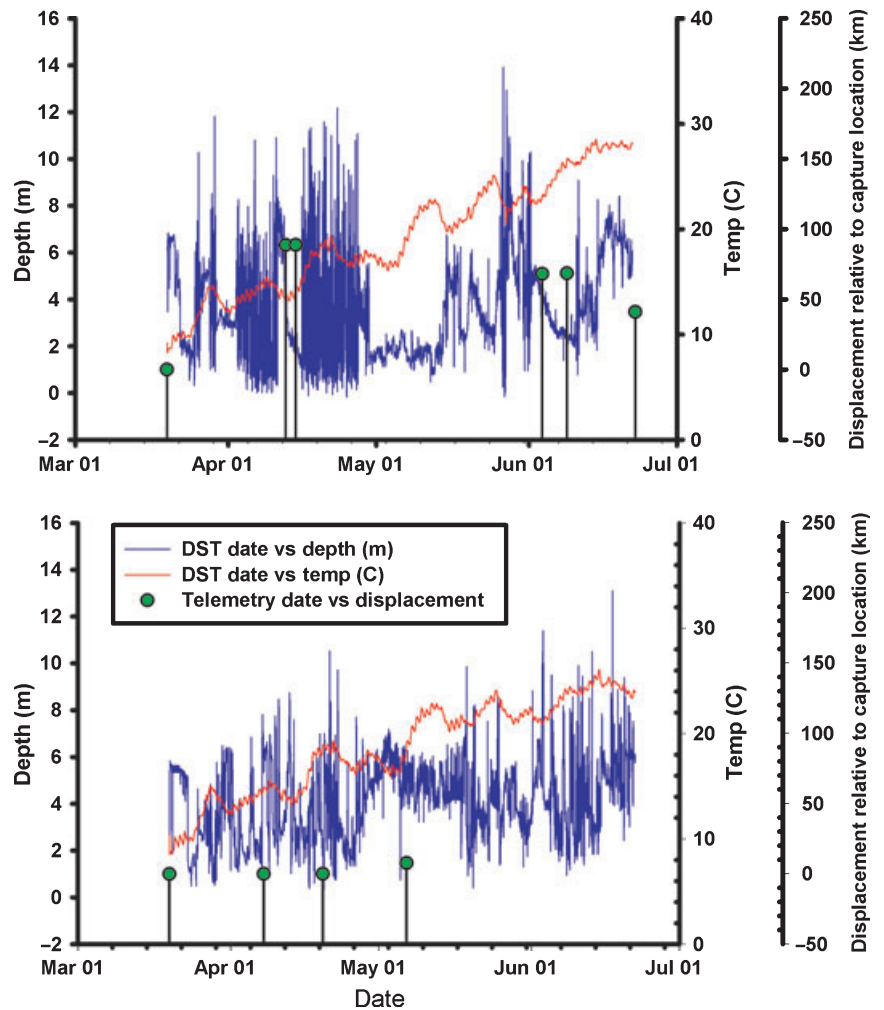 16
14
12
10
8
6
4
2
0
–2
Depth (m)
40
30
20
10
0
Temp (C)
250
200
150
100
50
0
–50
Displacement relative to capture location (km)
Mar 01
Apr 01
May 01
Jun 01
Jul 01
16
14
12
10
8
6
4
2
0
–2
Depth (m)
DST date vs depth (m)
DST date vs temp (C)
Telemetry date vs displacement
40
30
20
10
0
Temp (C)
250
200
150
100
50
0
–50
Displacement relative to capture location (km)
Mar 01
Apr 01
May 01
Jun 01
Jul 01
Date